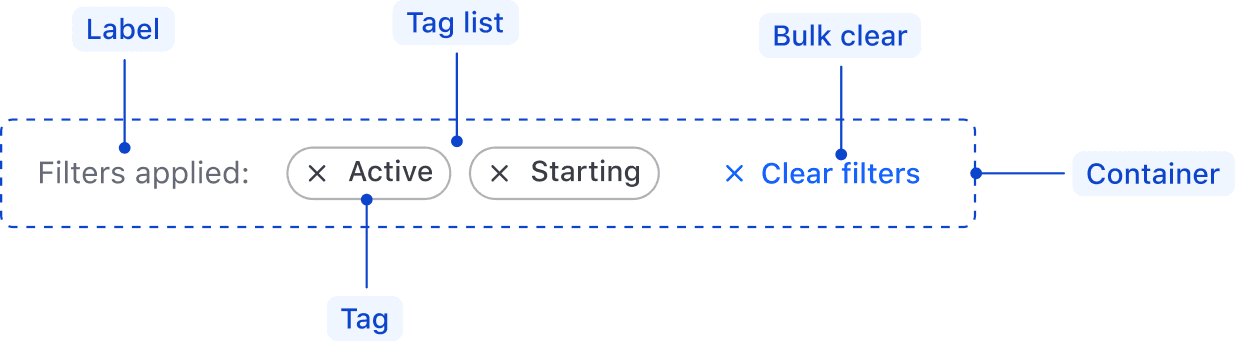 Label
Tag list
Bulk clear
Filters applied:
Active
Starting
Clear filters
Container
Tag